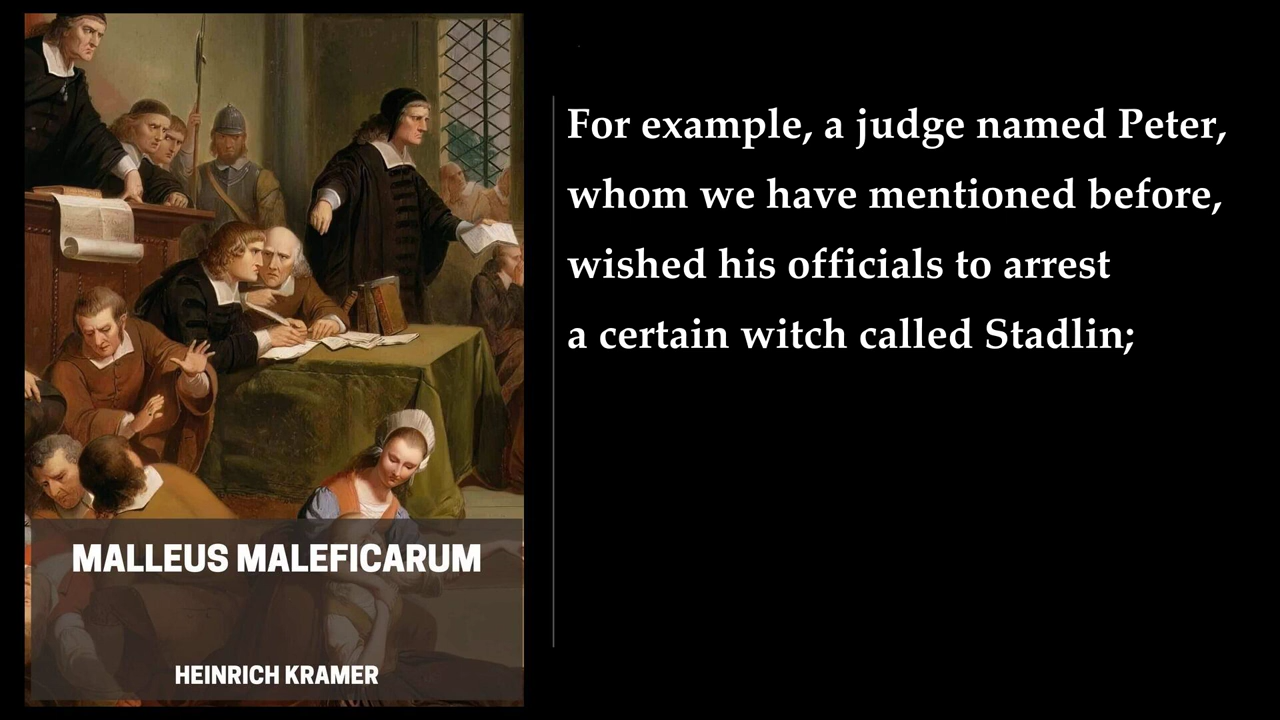 For example, a judge named Peter,
whom we have mentioned before,
wished his officials to arrest
a certain witch called Stadlin;
MALLEUS MALEFICARUM
HEINRICH KRAMER